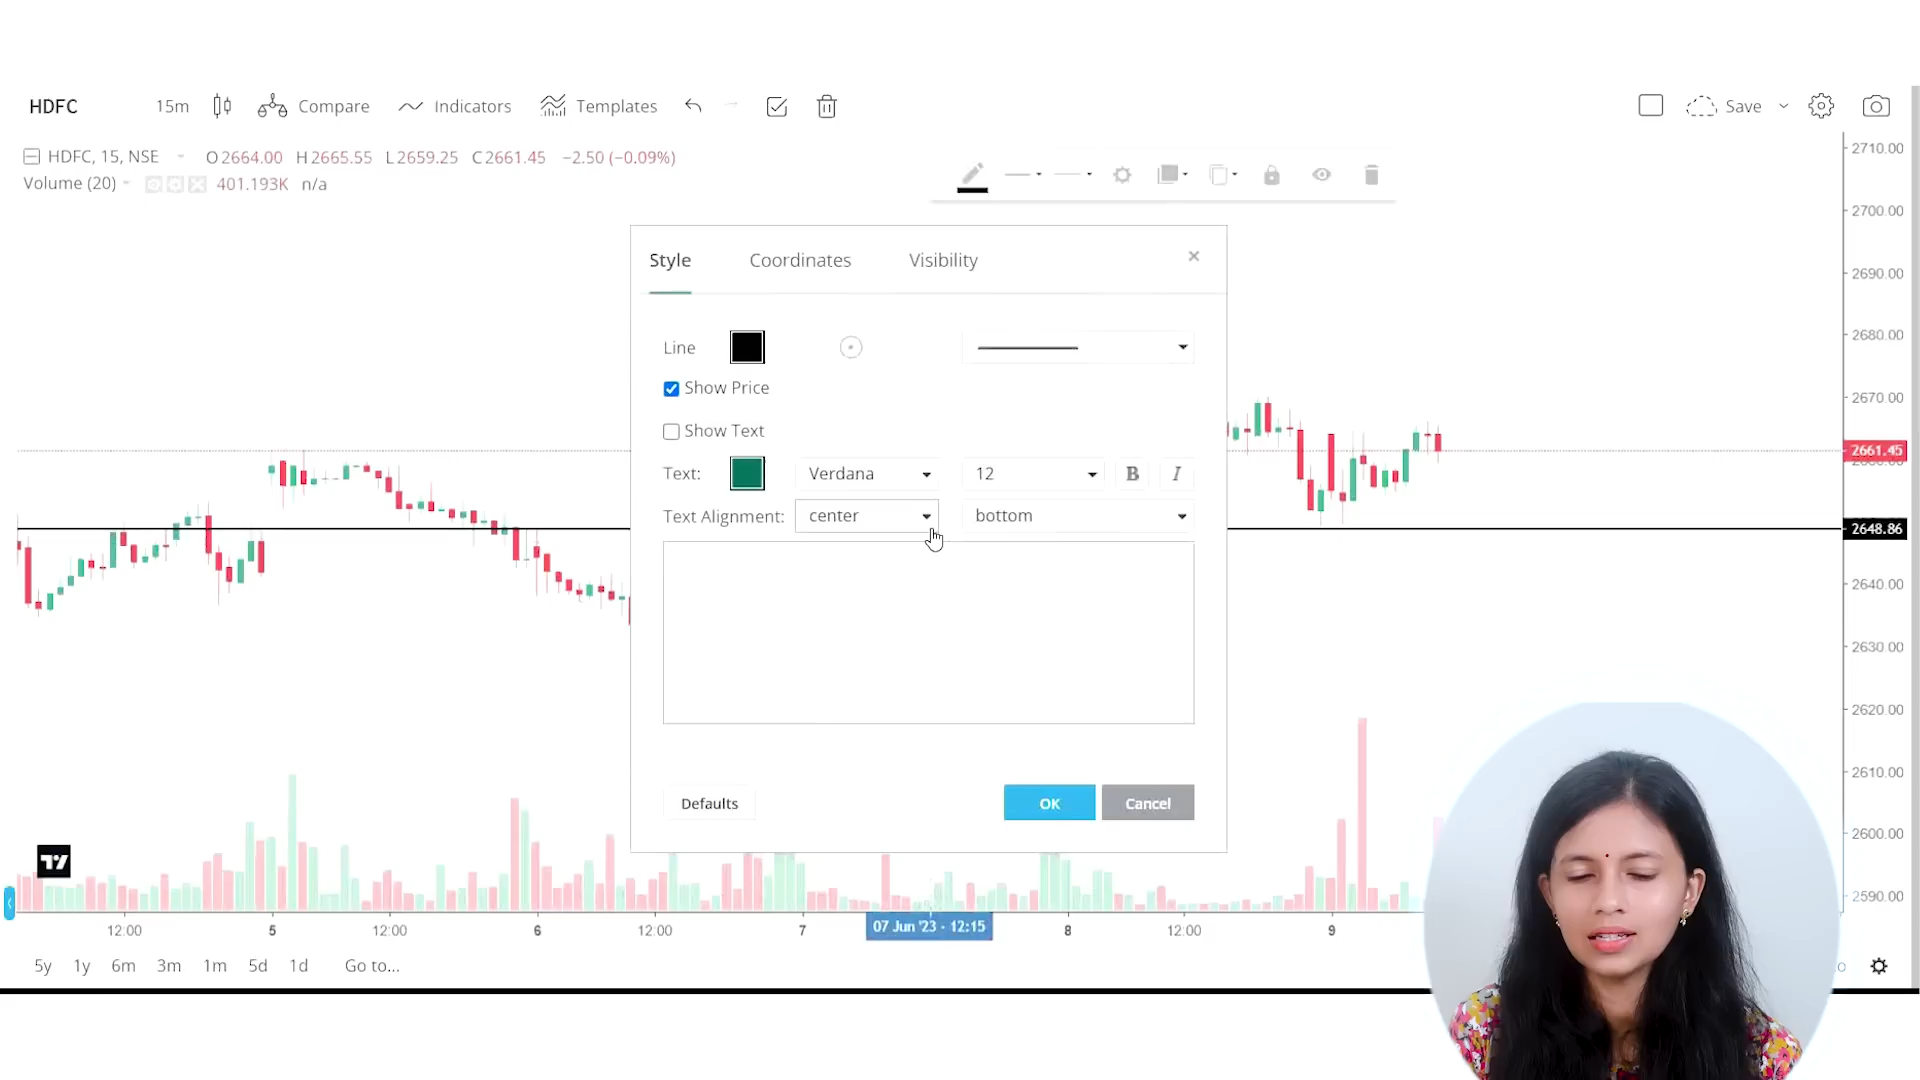 HDFC 15m Compare Indicators Templates Save
HDFC, 15, NSE O2664.00 H2665.55 L2659.25 C2661.45 −2.50 (−0.09%)
Volume (20) 401.193K n/a
Style Coordinates Visibility
Line
Show Price
Show Text
Text: Verdana 12 B I
Text Alignment: center bottom
Defaults OK Cancel
2710.00
2700.00
2690.00
2680.00
2670.00
2661.45
2648.86
2640.00
2630.00
2620.00
2610.00
2600.00
2590.00
12:00 5 12:00 6 12:00 7 07 Jun '23 - 12:15 8 12:00 9
5y 1y 6m 3m 1m 5d 1d Go to...